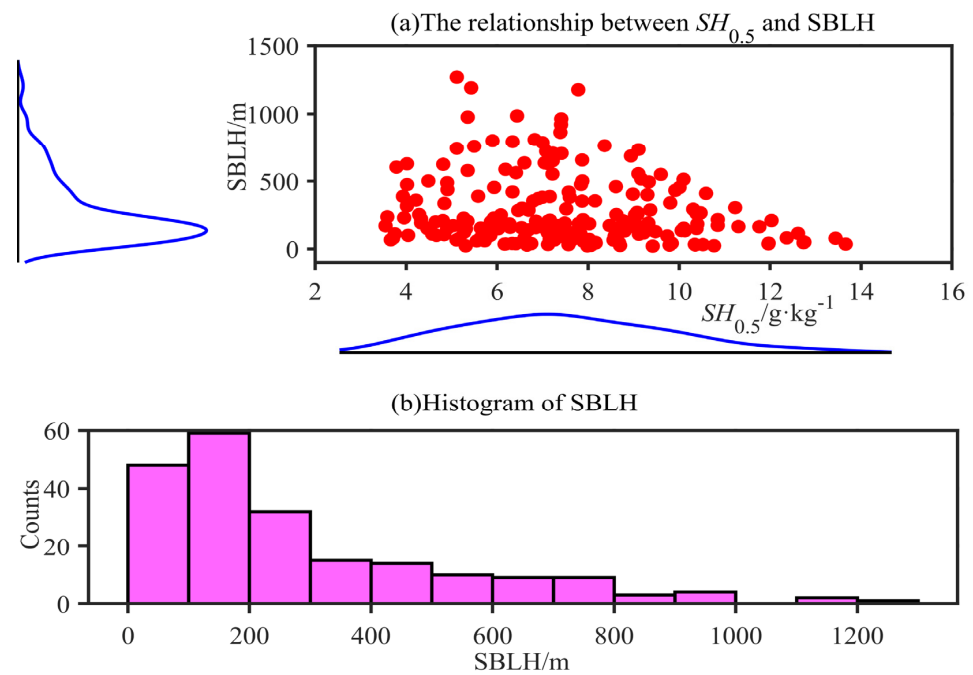 (a)The relationship between SH0.5 and SBLH
1500
1000
500
0
SBLH/m
2 4 6 8 10 12 14 16
SH0.5/g·kg-1
(b)Histogram of SBLH
60
40
20
0
Counts
0 200 400 600 800 1000 1200
SBLH/m